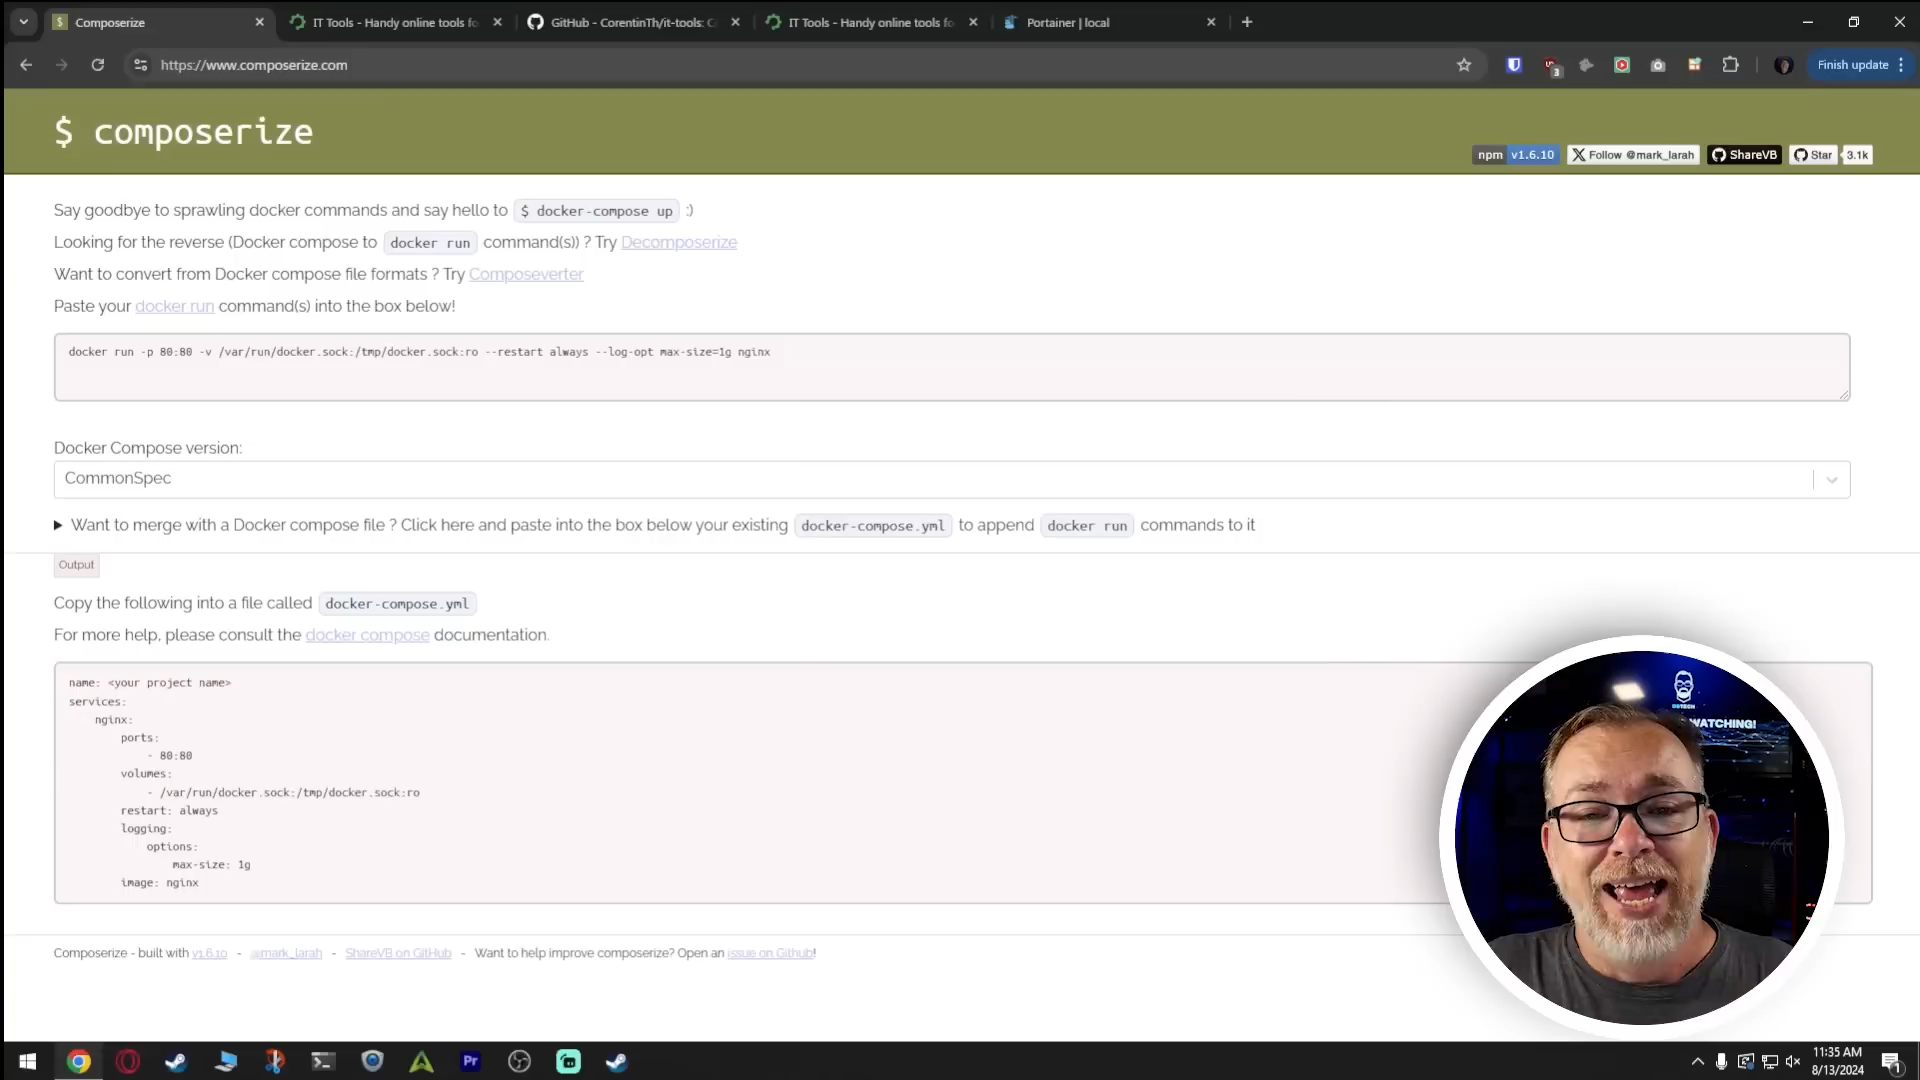 Composerize
IT Tools - Handy online tools fo
GitHub - CorentinTh/it-tools: C
IT Tools - Handy online tools fo
Portainer | local
https://www.composerize.com
3
Finish update
$ composerize
npm v1.6.10
Follow @mark_larah
ShareVB
Star
3.1k
Say goodbye to sprawling docker commands and say hello to $ docker-compose up :)
Looking for the reverse (Docker compose to docker run command(s)) ? Try Decomposerize
Want to convert from Docker compose file formats ? Try Composeverter
Paste your docker run command(s) into the box below!
docker run -p 80:80 -v /var/run/docker.sock:/tmp/docker.sock:ro --restart always --log-opt max-size=1g nginx
Docker Compose version:
CommonSpec
Want to merge with a Docker compose file ? Click here and paste into the box below your existing docker-compose.yml to append docker run commands to it
Output
Copy the following into a file called docker-compose.yml
For more help, please consult the docker compose documentation.
name: <your project name>
services:
nginx:
ports:
- 80:80
volumes:
- /var/run/docker.sock:/tmp/docker.sock:ro
restart: always
logging:
options:
max-size: 1g
image: nginx
DBTECH
WATCHING!
Composerize - built with v1.6.10 - @mark_larah - ShareVB on GitHub - Want to help improve composerize? Open an issue on Github!
Pr
11:35 AM
8/13/2024
1